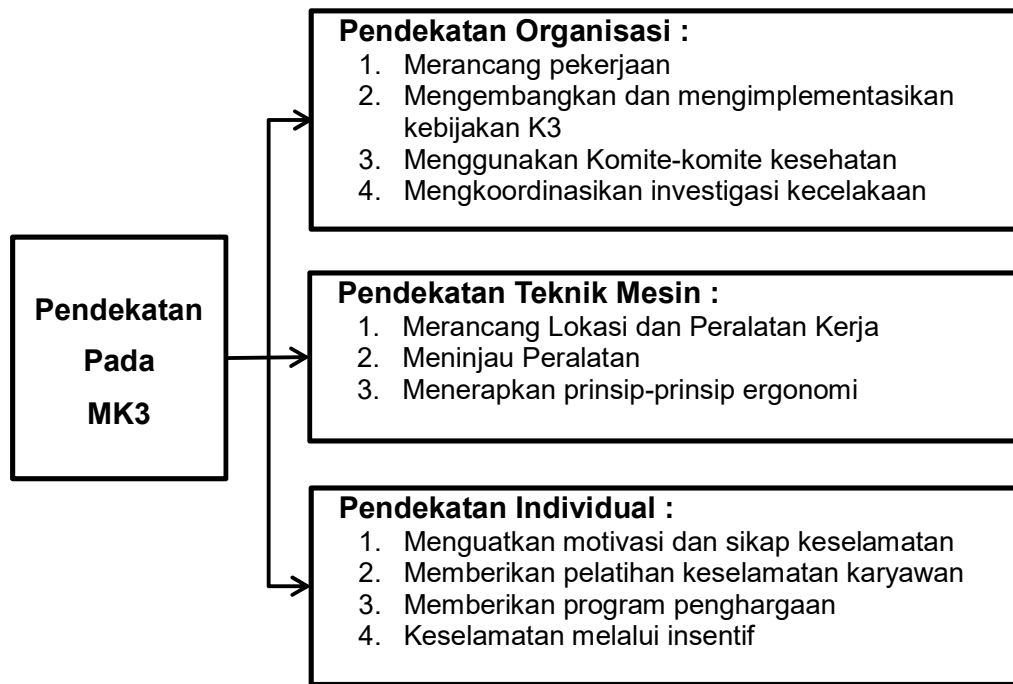 Pendekatan
Pada
MK3
Pendekatan Organisasi :
1. Merancang pekerjaan
2. Mengembangkan dan mengimplementasikan
kebijakan K3
3. Menggunakan Komite-komite kesehatan
4. Mengkoordinasikan investigasi kecelakaan
Pendekatan Teknik Mesin :
1. Merancang Lokasi dan Peralatan Kerja
2. Meninjau Peralatan
3. Menerapkan prinsip-prinsip ergonomi
Pendekatan Individual :
1. Menguatkan motivasi dan sikap keselamatan
2. Memberikan pelatihan keselamatan karyawan
3. Memberikan program penghargaan
4. Keselamatan melalui insentif